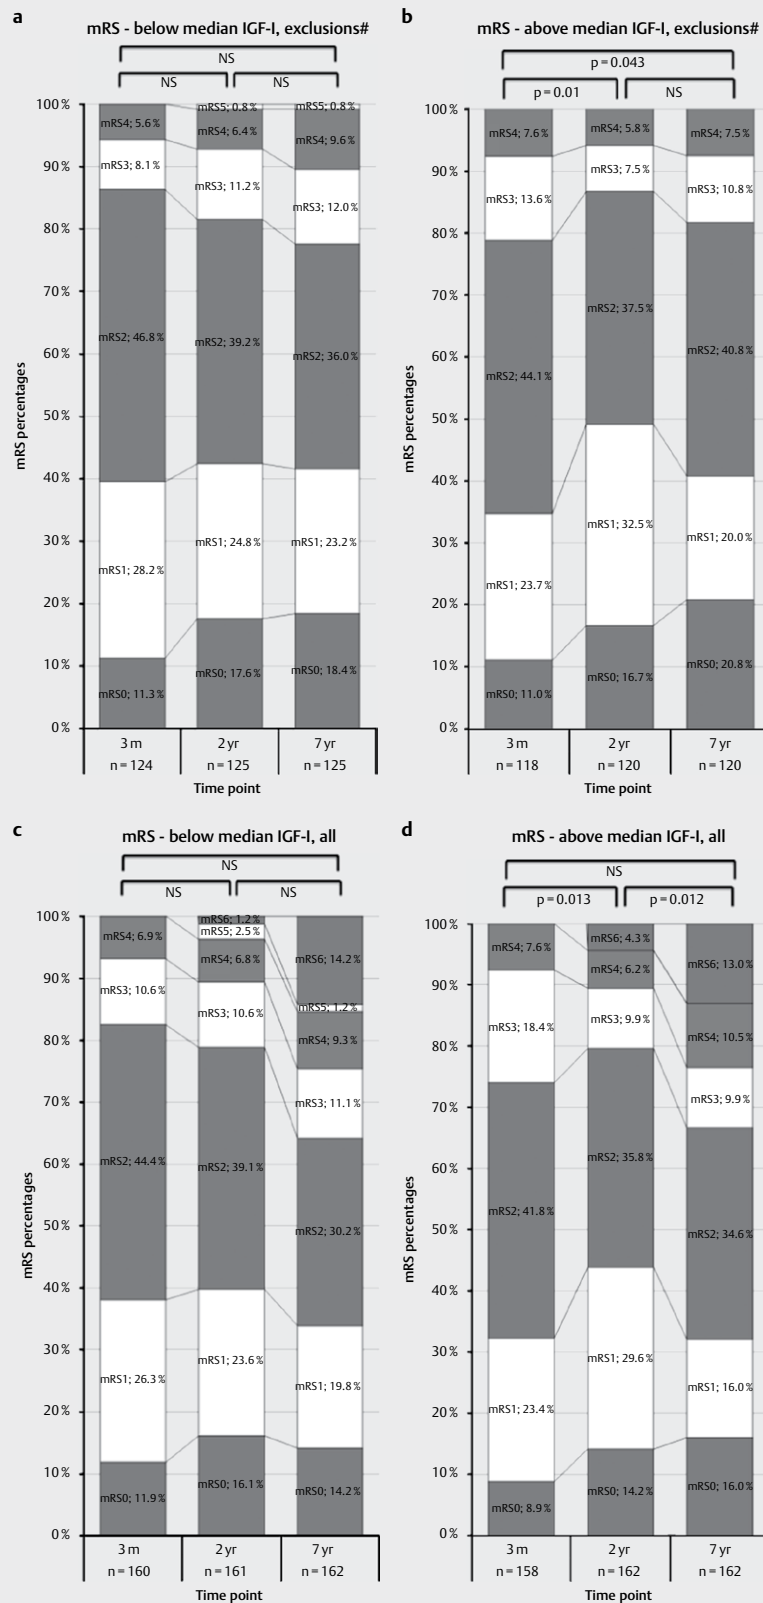 a
mRS - below median IGF-I, exclusions#
NS
NS NS
100 %
90 %
80 %
70 %
60 %
50 %
40 %
30 %
20 %
10 %
0 %
mRS percentages
mRS4; 5.6 %
mRS3; 8.1 %
mRS2; 46.8 %
mRS1; 28.2 %
mRS0; 11.3 %
mRS5; 0.8 %
mRS4; 6.4 %
mRS3; 11.2 %
mRS2; 39.2 %
mRS1; 24.8 %
mRS0; 17.6 %
mRS5; 0.8 %
mRS4; 9.6 %
mRS3; 12.0 %
mRS2; 36.0 %
mRS1; 23.2 %
mRS0; 18.4 %
3 m 2 yr 7 yr
n = 124 n = 125 n = 125
Time point
b
mRS - above median IGF-I, exclusions#
p = 0.043
p = 0.01 NS
100 %
90 %
80 %
70 %
60 %
50 %
40 %
30 %
20 %
10 %
0 %
mRS percentages
mRS4; 7.6 %
mRS3; 13.6 %
mRS2; 44.1 %
mRS1; 23.7 %
mRS0; 11.0 %
mRS4; 5.8 %
mRS3; 7.5 %
mRS2; 37.5 %
mRS1; 32.5 %
mRS0; 16.7 %
mRS4; 7.5 %
mRS3; 10.8 %
mRS2; 40.8 %
mRS1; 20.0 %
mRS0; 20.8 %
3 m 2 yr 7 yr
n = 118 n = 120 n = 120
Time point
c
mRS - below median IGF-I, all
NS
NS NS
100 %
90 %
80 %
70 %
60 %
50 %
40 %
30 %
20 %
10 %
0 %
mRS percentages
mRS4; 6.9 %
mRS3; 10.6 %
mRS2; 44.4 %
mRS1; 26.3 %
mRS0; 11.9 %
mRS6; 1.2 %
mRS5; 2.5 %
mRS4; 6.8 %
mRS3; 10.6 %
mRS2; 39.1 %
mRS1; 23.6 %
mRS0; 16.1 %
mRS6; 14.2 %
mRS5; 1.2 %
mRS4; 9.3 %
mRS3; 11.1 %
mRS2; 30.2 %
mRS1; 19.8 %
mRS0; 14.2 %
3 m 2 yr 7 yr
n = 160 n = 161 n = 162
Time point
d
mRS - above median IGF-I, all
NS
p = 0.013 p = 0.012
100 %
90 %
80 %
70 %
60 %
50 %
40 %
30 %
20 %
10 %
0 %
mRS percentages
mRS4; 7.6 %
mRS3; 18.4 %
mRS2; 41.8 %
mRS1; 23.4 %
mRS0; 8.9 %
mRS6; 4.3 %
mRS4; 6.2 %
mRS3; 9.9 %
mRS2; 35.8 %
mRS1; 29.6 %
mRS0; 14.2 %
mRS6; 13.0 %
mRS4; 10.5 %
mRS3; 9.9 %
mRS2; 34.6 %
mRS1; 16.0 %
mRS0; 16.0 %
3 m 2 yr 7 yr
n = 158 n = 162 n = 162
Time point